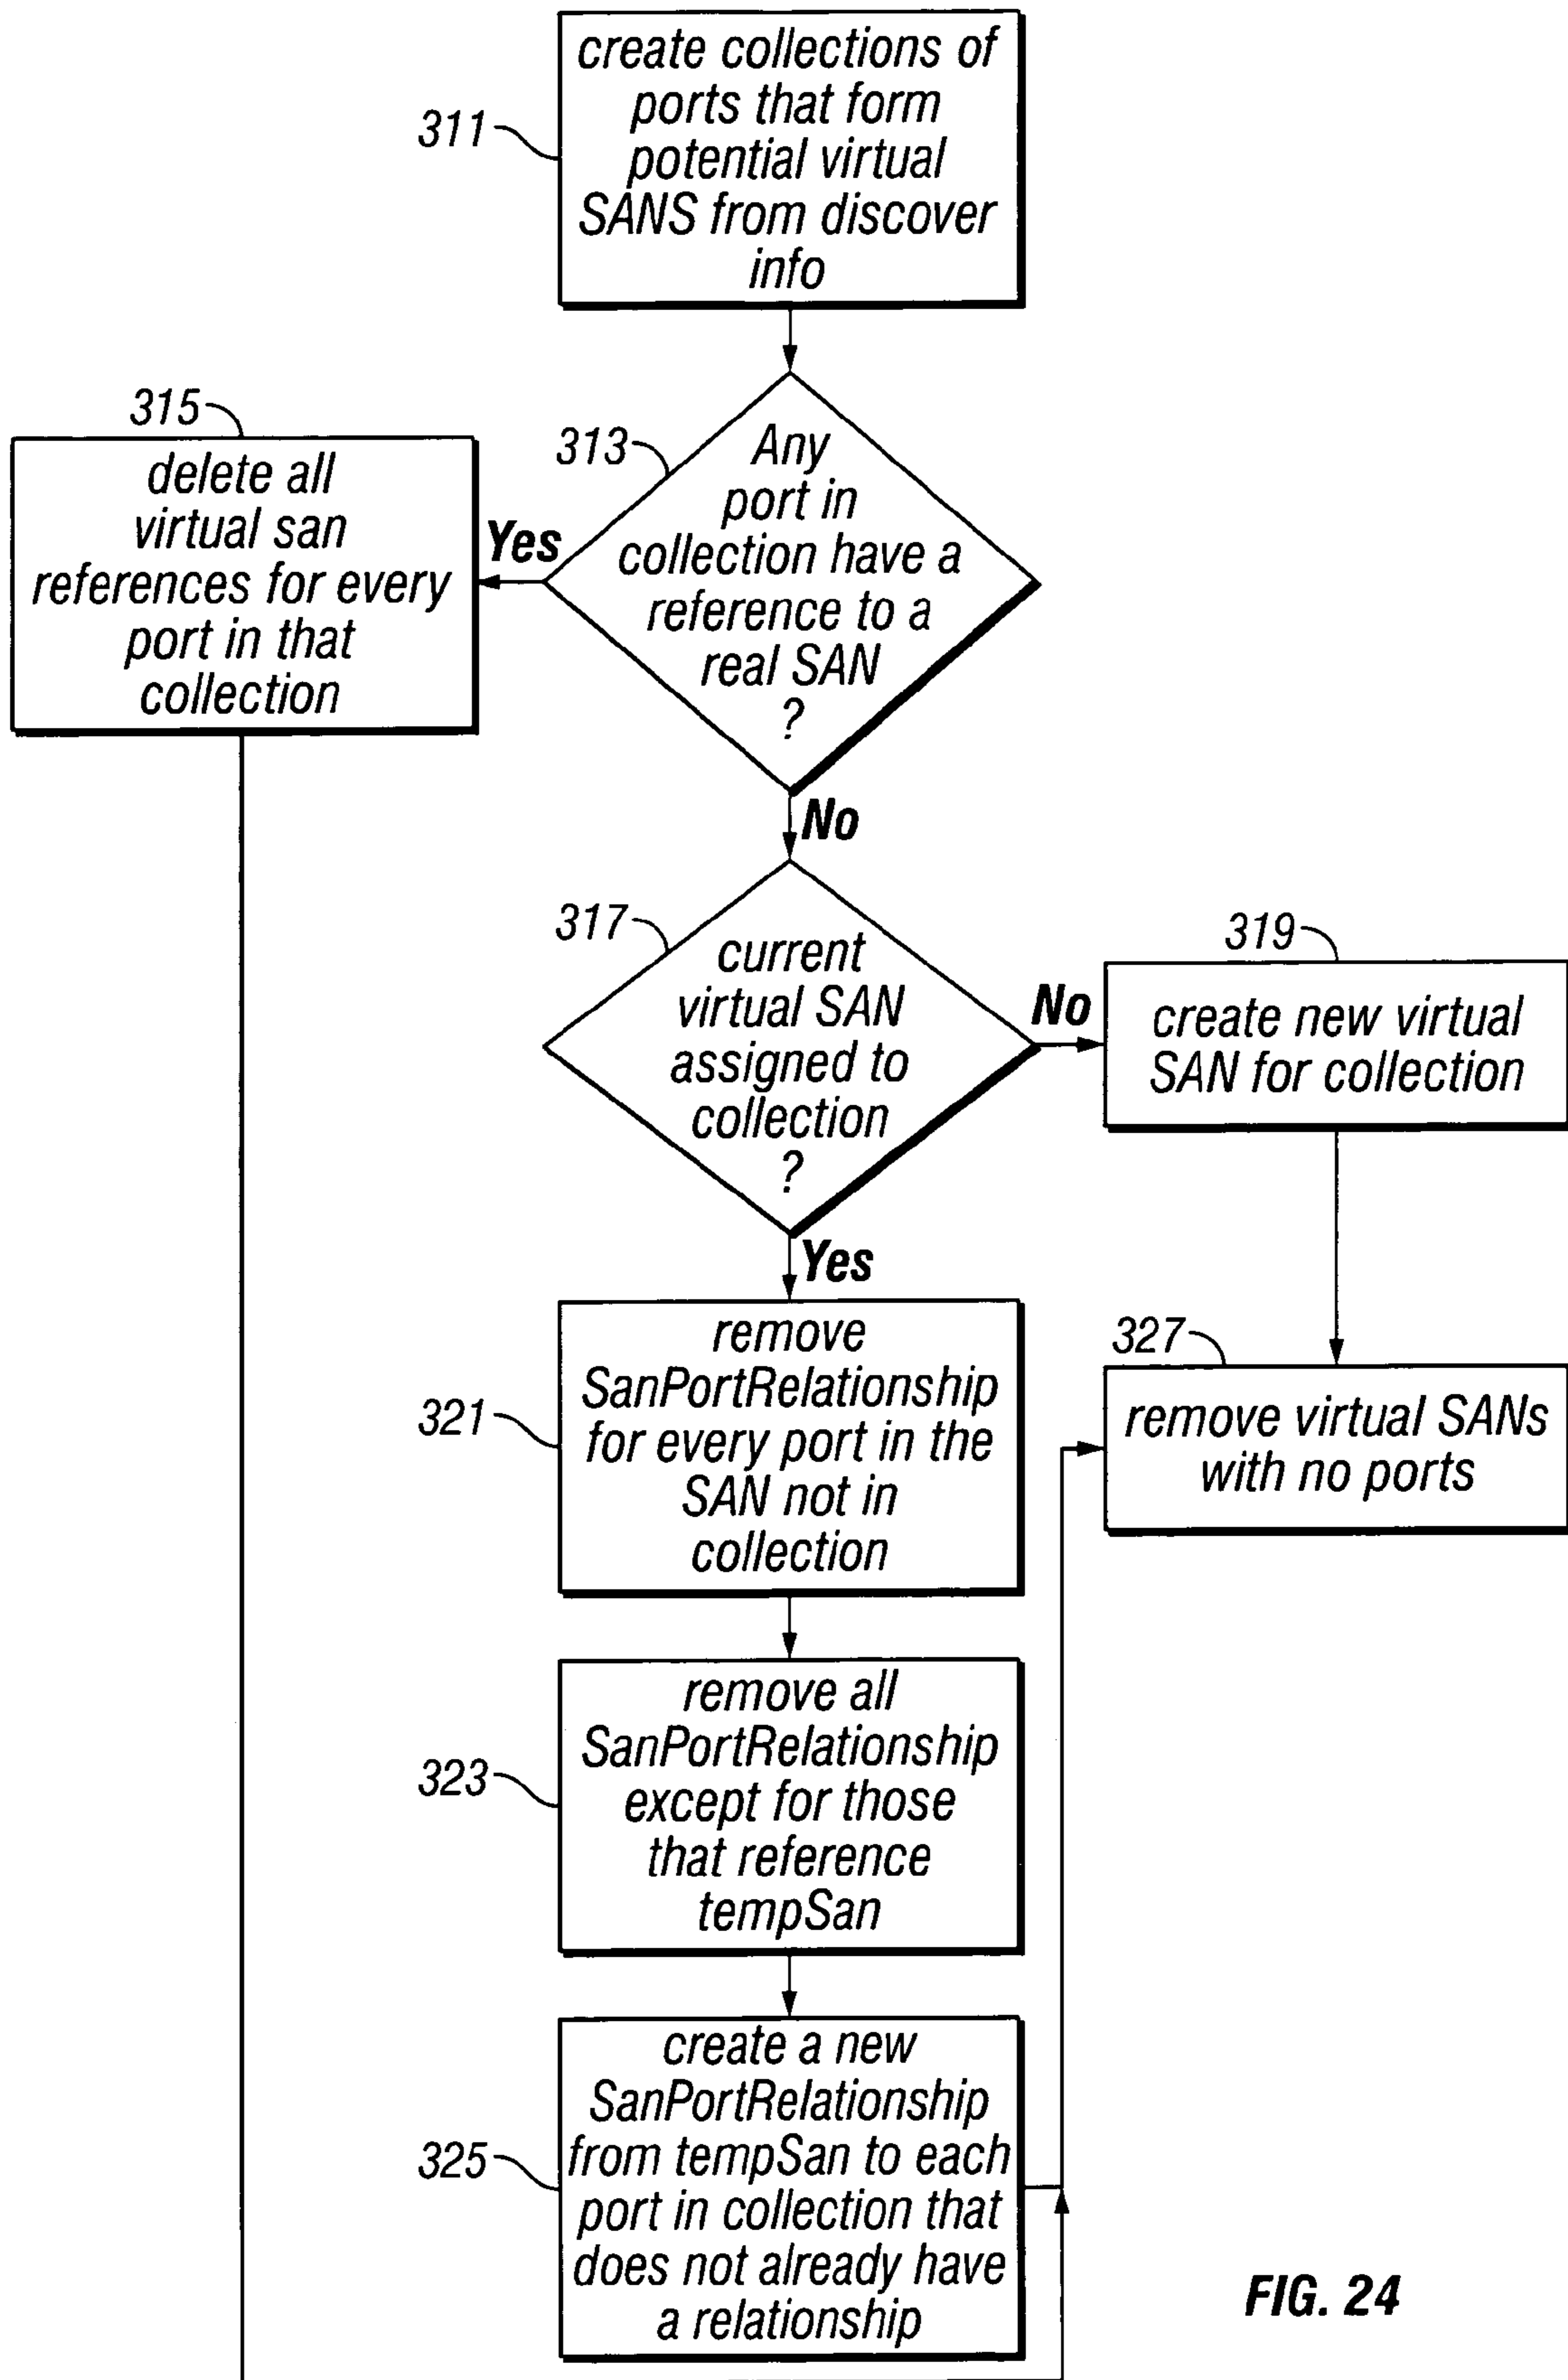 create collections of
ports that form
potential virtual
SANS from discover
info
311
315
delete all
virtual san
references for every
port in that
collection
Yes
313
Any
port in
collection have a
reference to a
real SAN
?
No
317
current
virtual SAN
assigned to
collection
?
No
319
create new virtual
SAN for collection
Yes
321
remove
SanPortRelationship
for every port in the
SAN not in
collection
327
remove virtual SANs
with no ports
323
remove all
SanPortRelationship
except for those
that reference
tempSan
325
create a new
SanPortRelationship
from tempSan to each
port in collection that
does not already have
a relationship
FIG. 24